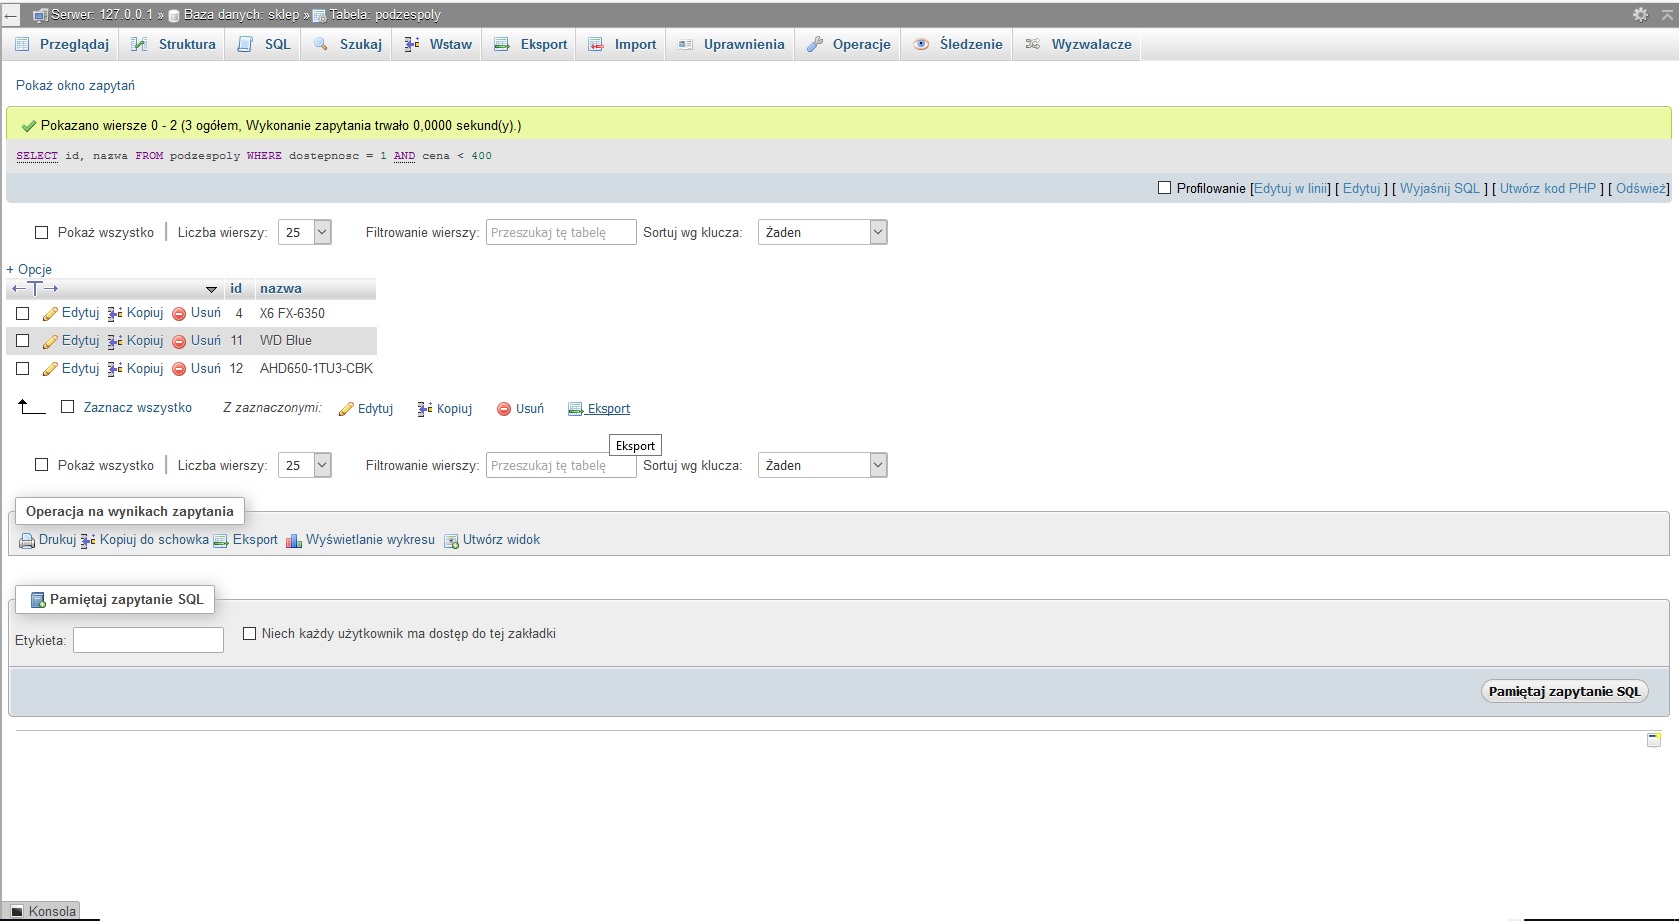 Serwer: 127.0.0.1 » Baza danych: sklep » Tabela: podzespoly
Przeglądaj Struktura SQL Szukaj Wstaw Eksport Import Uprawnienia Operacje Śledzenie Wyzwalacze
Pokaż okno zapytań
Pokazano wiersze 0 - 2 (3 ogółem, Wykonanie zapytania trwało 0,0000 sekund(y).)
SELECT id, nazwa FROM podzespoly WHERE dostepnosc = 1 AND cena < 400
Profilowanie [Edytuj w linii] [ Edytuj ] [ Wyjaśnij SQL ] [ Utwórz kod PHP ] [ Odśwież]
Pokaż wszystko Liczba wierszy: 25 Filtrowanie wierszy: Przeszukaj tę tabelę Sortuj wg klucza: Żaden
+ Opcje
←T→ id nazwa
Edytuj Kopiuj Usuń 4 X6 FX-6350
Edytuj Kopiuj Usuń 11 WD Blue
Edytuj Kopiuj Usuń 12 AHD650-1TU3-CBK
Zaznacz wszystko Z zaznaczonymi: Edytuj Kopiuj Usuń Eksport
Eksport
Pokaż wszystko Liczba wierszy: 25 Filtrowanie wierszy: Przeszukaj tę tabelę Sortuj wg klucza: Żaden
Operacja na wynikach zapytania
Drukuj Kopiuj do schowka Eksport Wyświetlanie wykresu Utwórz widok
Pamiętaj zapytanie SQL
Etykieta: Niech każdy użytkownik ma dostęp do tej zakładki
Pamiętaj zapytanie SQL
Konsola